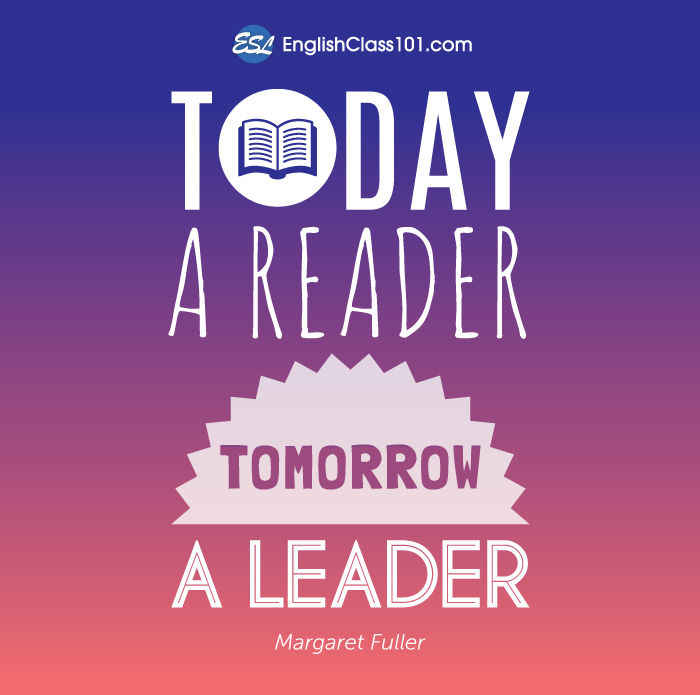 ESL EnglishClass101.com
TODAY
A READER
TOMORROW
A LEADER
Margaret Fuller